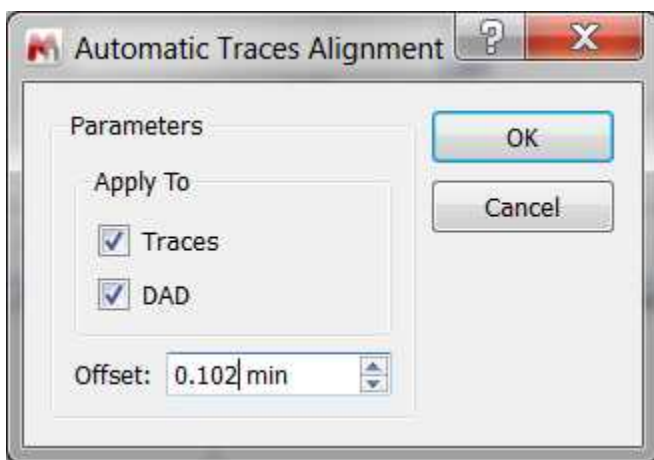 Automatic Traces Alignment
Parameters
OK
Apply To
Cancel
Traces
DAD
Offset: 0.102 min